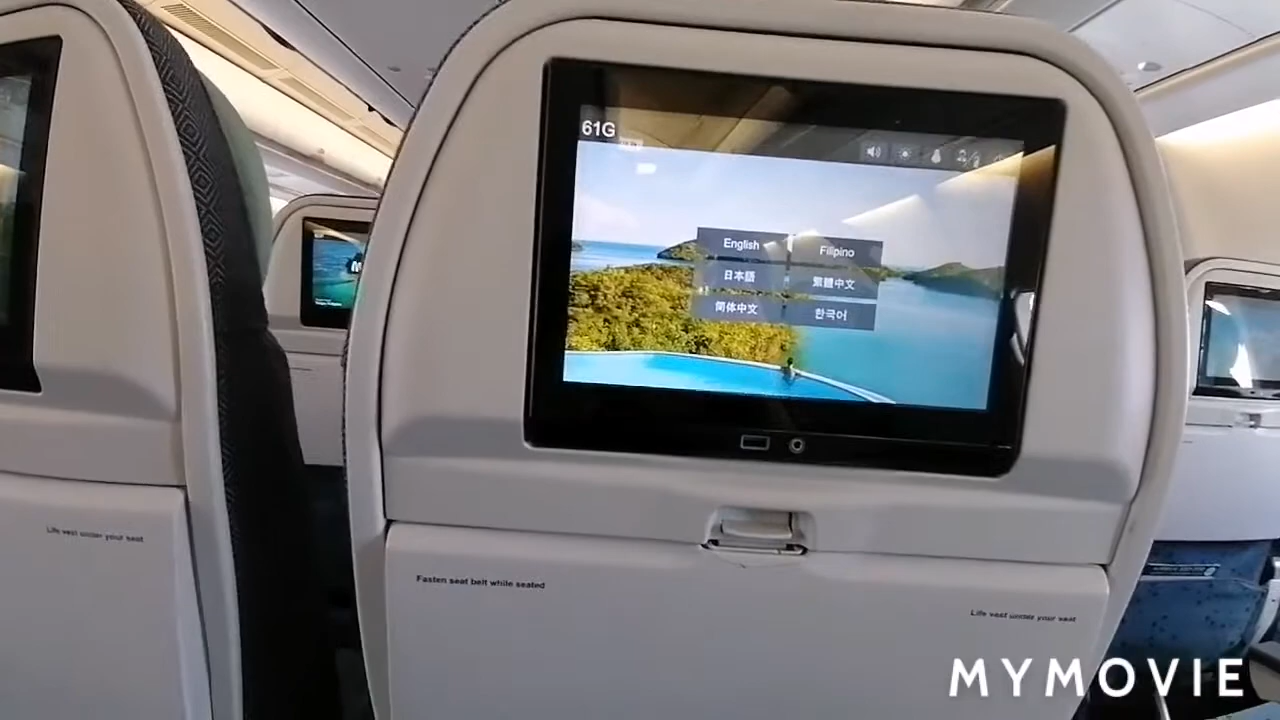 61G
English
Filipino
日本語
繁體中文
简体中文
한국어
Life vest under your seat
Fasten seat belt while seated
Life vest under your seat
MYMOVIE